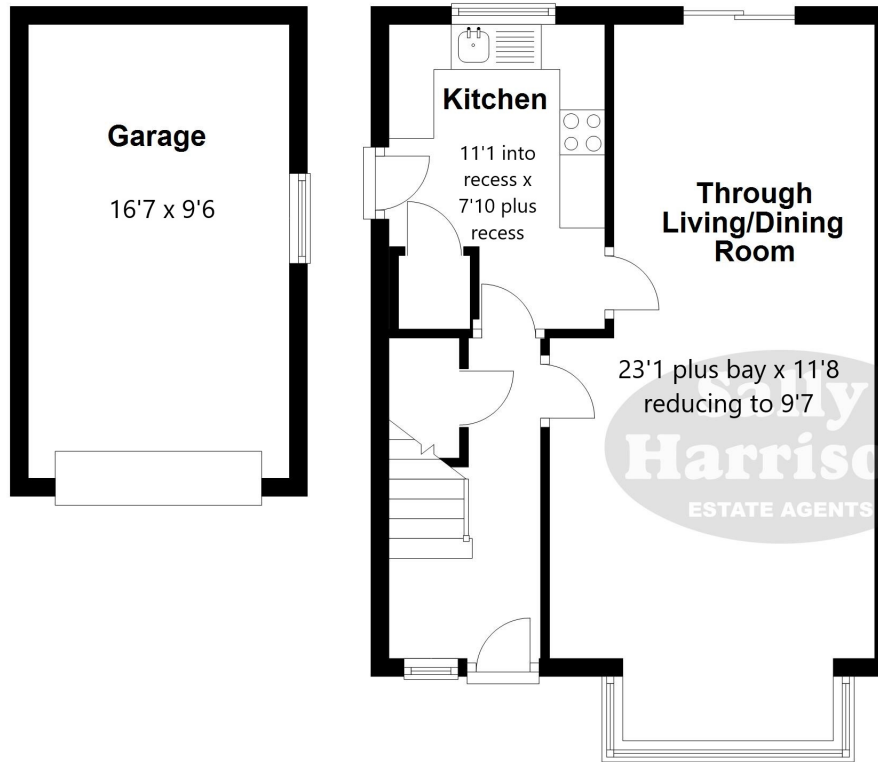 Garage
16'7 x 9'6
Kitchen
11'1 into
recess x
7'10 plus
recess
Through
Living/Dining
Room
23'1 plus bay x 11'8
reducing to 9'7
Sally
ESTATE AGENTS